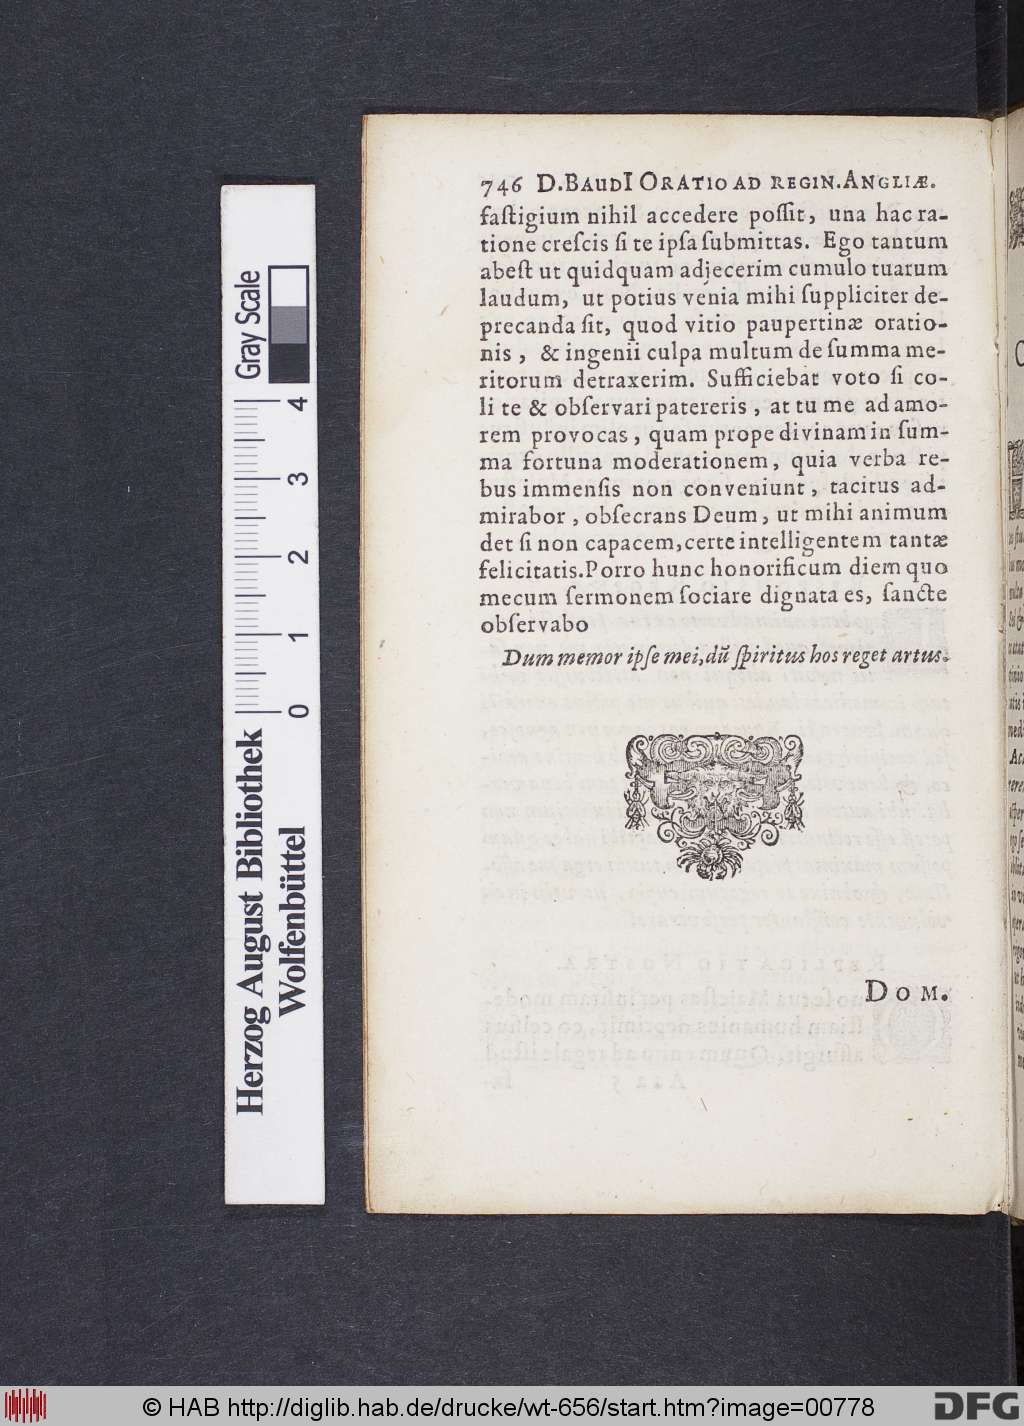 746 D.BAUDI ORATIO AD REGIN.ANGLIÆ.
faſtigium nihil accedere poſſit, una hac ra-
tione creſcis ſi te ipſa ſubmittas. Ego tantum
abeſt ut quidquam adjecerim cumulo tuarum
laudum, ut potius venia mihi ſuppliciter de-
precanda ſit, quod vitio paupertinæ oratio-
nis, & ingenii culpa multum de ſumma me-
ritorum detraxerim. Sufficiebat voto ſi co-
li te & obſervari patereris, at tu me ad amo-
rem provocas, quam prope divinam in ſum-
ma fortuna moderationem, quia verba re-
bus immenſis non conveniunt, tacitus ad-
mirabor, obſecrans Deum, ut mihi animum
det ſi non capacem, certe intelligentem tantæ
felicitatis. Porro hunc honorificum diem quo
mecum ſermonem ſociare dignata es, ſancte
obſervabo
Dum memor ipſe mei, dũ ſpiritus hos reget artus.
DOM.
Gray Scale
4
3
2
1
0
Herzog August Bibliothek
Wolfenbüttel
© HAB http://diglib.hab.de/drucke/wt-656/start.htm?image=00778
DFG